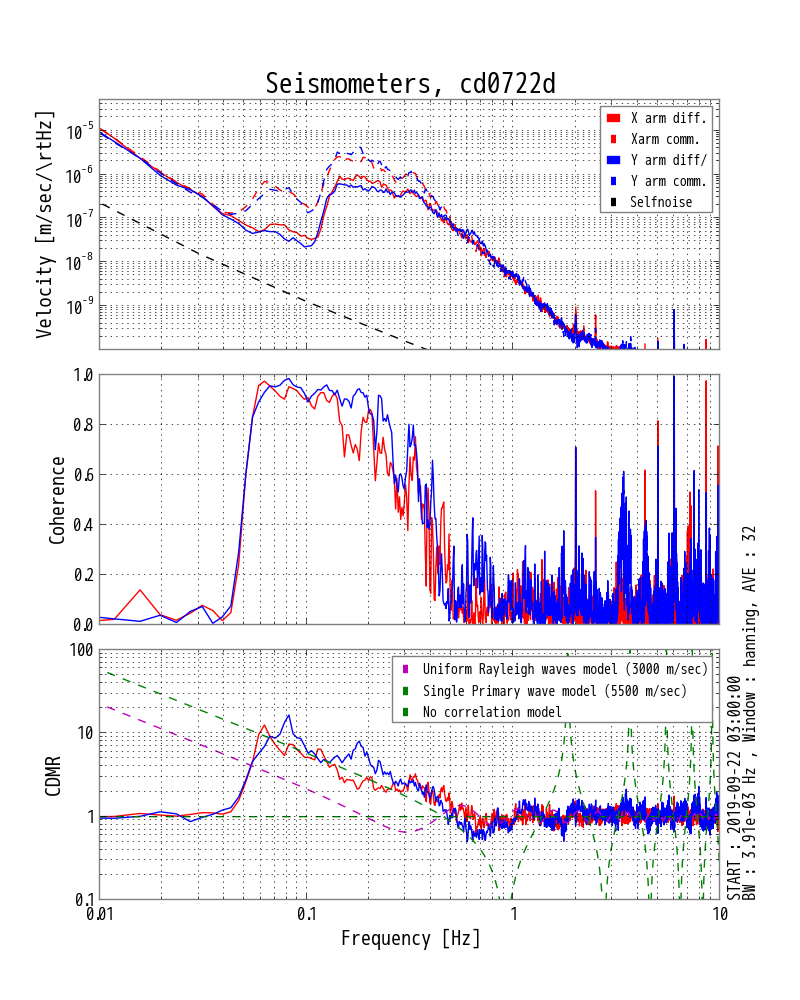 Seismometers, cd0722d
Velocity [m/sec/\rtHz]
10^-5
10^-6
10^-7
10^-8
10^-9
X arm diff.
Xarm comm.
Y arm diff/
Y arm comm.
Selfnoise
Coherence
1.0
0.8
0.6
0.4
0.2
0.0
CDMR
100
10
1
0.1
Uniform Rayleigh waves model (3000 m/sec)
Single Primary wave model (5500 m/sec)
No correlation model
0.01 0.1 1 10
Frequency [Hz]
START : 2019-09-22 03:00:00
BW : 3.91e-03 Hz , Window : hanning, AVE : 32